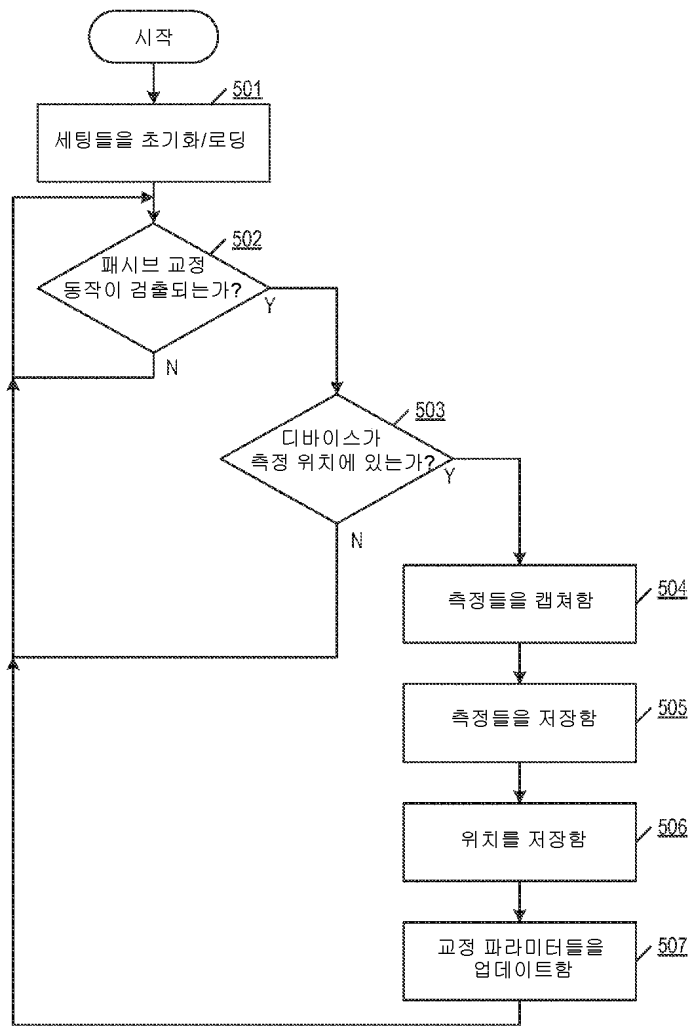 시작
501
세팅들을 초기화/로딩
502
패시브 교정
동작이 검출되는가?
Y
N
503
디바이스가
측정 위치에 있는가?
Y
N
측정들을 캡쳐함
504
측정들을 저장함
505
위치를 저장함
506
교정 파라미터들을
업데이트함
507